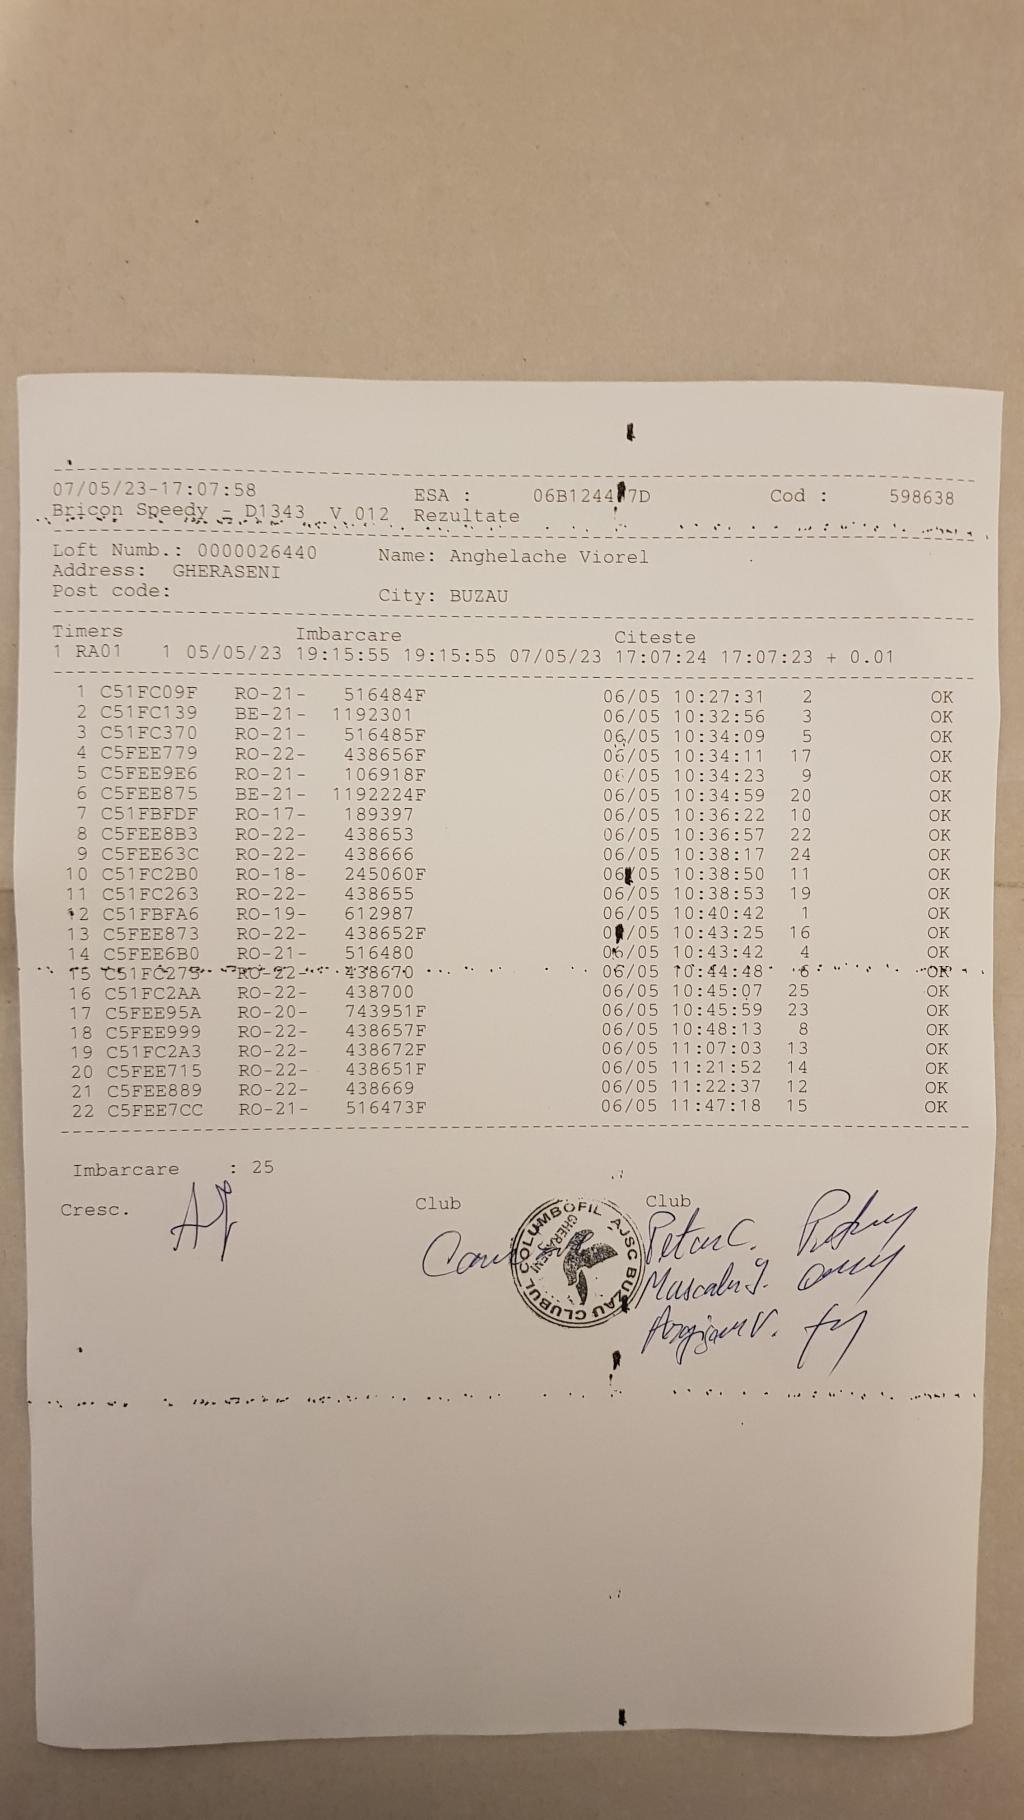 07/05/23-17:07:58 ESA : 06B124 7D Cod : 598638
Bricon Speedy - D1343 V 012 Rezultate
Loft Numb.: 0000026440 Name: Anghelache Viorel
Address: GHERASENI
Post code: City: BUZAU
Timers Imbarcare Citeste
1 RA01 1 05/05/23 19:15:55 19:15:55 07/05/23 17:07:24 17:07:23 + 0.01
1 C51FC09F RO-21- 516484F 06/05 10:27:31 2 OK
2 C51FC139 BE-21- 1192301 06/05 10:32:56 3 OK
3 C51FC370 RO-21- 516485F 06/05 10:34:09 5 OK
4 C5FEE779 RO-22- 438656F 06/05 10:34:11 17 OK
5 C5FEE9E6 RO-21- 106918F 06/05 10:34:23 9 OK
6 C5FEE875 BE-21- 1192224F 06/05 10:34:59 20 OK
7 C51FBFDF RO-17- 189397 06/05 10:36:22 10 OK
8 C5FEE8B3 RO-22- 438653 06/05 10:36:57 22 OK
9 C5FEE63C RO-22- 438666 06/05 10:38:17 24 OK
10 C51FC2B0 RO-18- 245060F 06/05 10:38:50 11 OK
11 C51FC263 RO-22- 438655 06/05 10:38:53 19 OK
12 C51FBFA6 RO-19- 612987 06/05 10:40:42 1 OK
13 C5FEE873 RO-22- 438652F 06/05 10:43:25 16 OK
14 C5FEE6B0 RO-21- 516480 06/05 10:43:42 4 OK
15 C51FC275 RO-22- 438670 06/05 10:44:48 6 OK
16 C51FC2AA RO-22- 438700 06/05 10:45:07 25 OK
17 C5FEE95A RO-20- 743951F 06/05 10:45:59 23 OK
18 C5FEE999 RO-22- 438657F 06/05 10:48:13 8 OK
19 C51FC2A3 RO-22- 438672F 06/05 11:07:03 13 OK
20 C5FEE715 RO-22- 438651F 06/05 11:21:52 14 OK
21 C5FEE889 RO-22- 438669 06/05 11:22:37 12 OK
22 C5FEE7CC RO-21- 516473F 06/05 11:47:18 15 OK
Imbarcare : 25
Cresc. Club Club
CLUBUL COLUMBOFIL AJSC BUZAU
GHERASENI